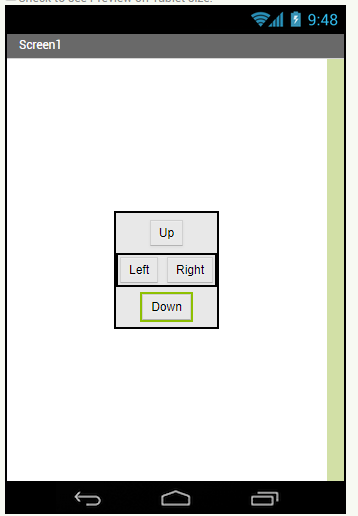 Check to see Preview on Tablet size.
9:48
Screen1
Up
Left Right
Down